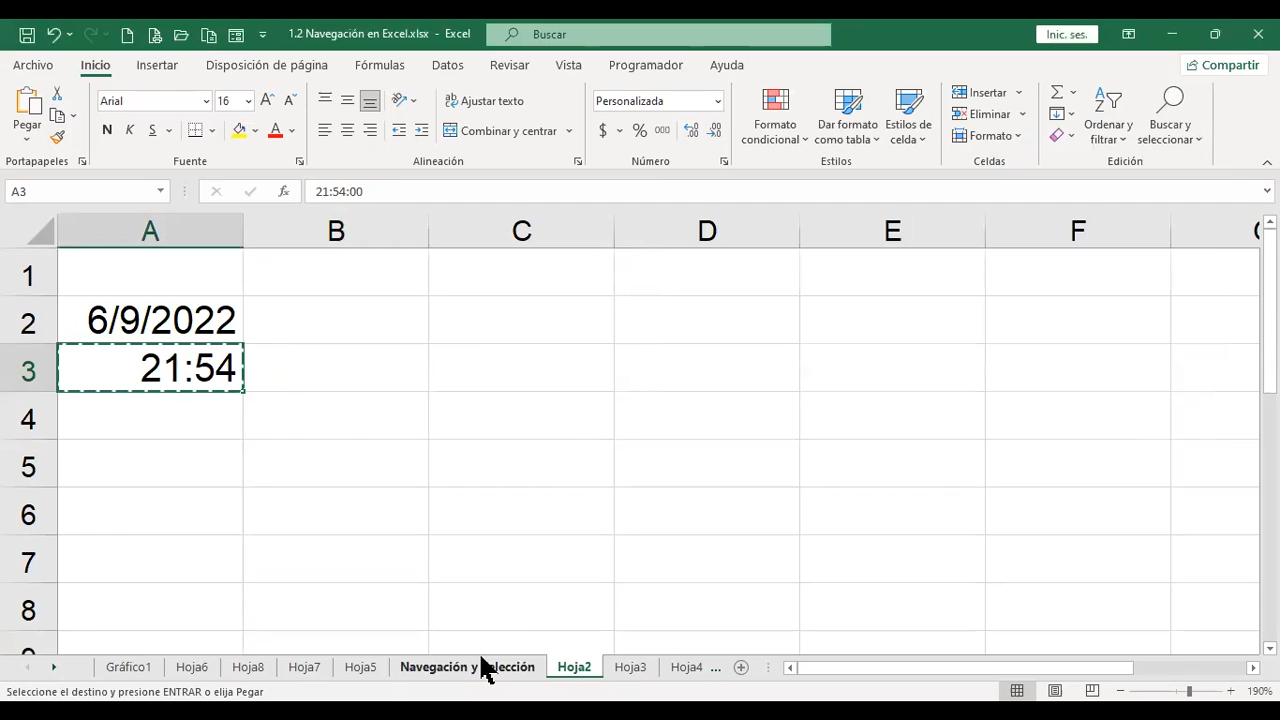 1.2 Navegación en Excel.xlsx - Excel
Buscar
Inic. ses.
Archivo
Inicio
Insertar
Disposición de página
Fórmulas
Datos
Revisar
Vista
Programador
Ayuda
Compartir
Pegar
Portapapeles
Arial
16
N K S
Fuente
Ajustar texto
Combinar y centrar
Alineación
Personalizada
$ % 000
Número
Formato condicional
Dar formato como tabla
Estilos de celda
Estilos
Insertar
Eliminar
Formato
Celdas
Ordenar y filtrar
Buscar y seleccionar
Edición
A3
fx
21:54:00
A B C D E F
1
2 6/9/2022
3 21:54
4
5
6
7
8
Gráfico1
Hoja6
Hoja8
Hoja7
Hoja5
Navegación y
Hoja2
Hoja3
Hoja4
...
Seleccione el destino y presione ENTRAR o elija Pegar
190%